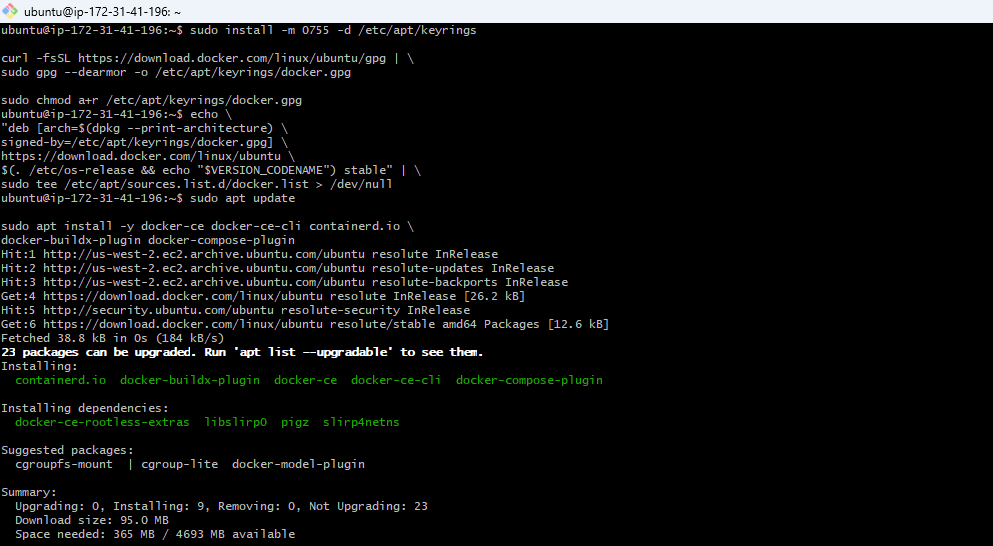 ubuntu@ip-172-31-41-196: ~
ubuntu@ip-172-31-41-196:~$ sudo install -m 0755 -d /etc/apt/keyrings
curl -fsSL https://download.docker.com/linux/ubuntu/gpg | \
sudo gpg --dearmor -o /etc/apt/keyrings/docker.gpg
sudo chmod a+r /etc/apt/keyrings/docker.gpg
ubuntu@ip-172-31-41-196:~$ echo \
"deb [arch=$(dpkg --print-architecture) \
signed-by=/etc/apt/keyrings/docker.gpg] \
https://download.docker.com/linux/ubuntu \
$(. /etc/os-release && echo "$VERSION_CODENAME") stable" | \
sudo tee /etc/apt/sources.list.d/docker.list > /dev/null
ubuntu@ip-172-31-41-196:~$ sudo apt update
sudo apt install -y docker-ce docker-ce-cli containerd.io \
docker-buildx-plugin docker-compose-plugin
Hit:1 http://us-west-2.ec2.archive.ubuntu.com/ubuntu resolute InRelease
Hit:2 http://us-west-2.ec2.archive.ubuntu.com/ubuntu resolute-updates InRelease
Hit:3 http://us-west-2.ec2.archive.ubuntu.com/ubuntu resolute-backports InRelease
Get:4 https://download.docker.com/linux/ubuntu resolute InRelease [26.2 kB]
Hit:5 http://security.ubuntu.com/ubuntu resolute-security InRelease
Get:6 https://download.docker.com/linux/ubuntu resolute/stable amd64 Packages [12.6 kB]
Fetched 38.8 kB in 0s (184 kB/s)
23 packages can be upgraded. Run 'apt list --upgradable' to see them.
Installing:
containerd.io docker-buildx-plugin docker-ce docker-ce-cli docker-compose-plugin
Installing dependencies:
docker-ce-rootless-extras libslirp0 pigz slirp4netns
Suggested packages:
cgroupfs-mount | cgroup-lite docker-model-plugin
Summary:
Upgrading: 0, Installing: 9, Removing: 0, Not Upgrading: 23
Download size: 95.0 MB
Space needed: 365 MB / 4693 MB available